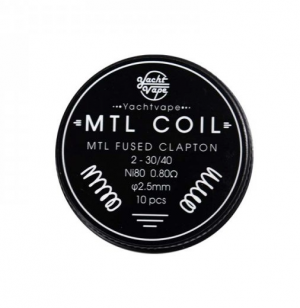 Yacht
Vape
Yachtvape
MTL COIL
MTL FUSED CLAPTON
2 - 30/40
Ni80 0.80Ω
φ2.5mm
10 pcs